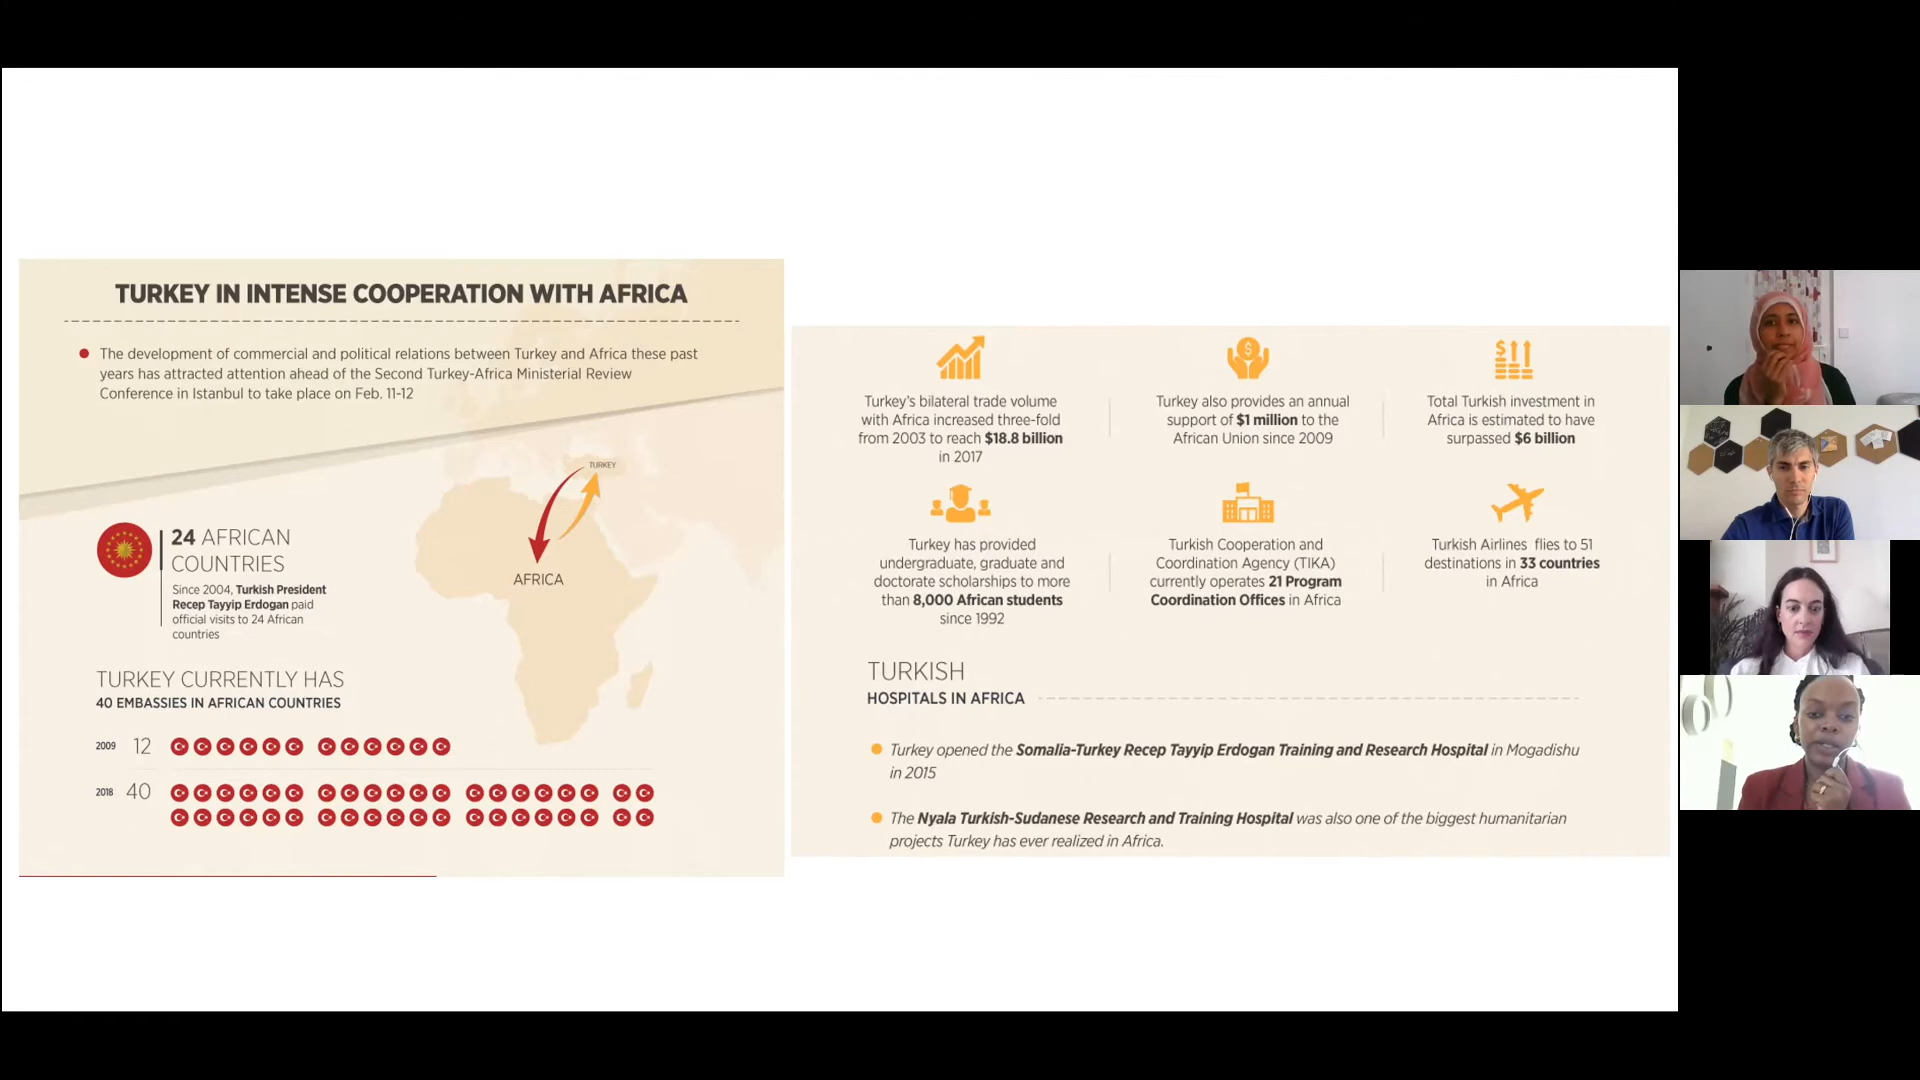 TURKEY IN INTENSE COOPERATION WITH AFRICA
The development of commercial and political relations between Turkey and Africa these past
years has attracted attention ahead of the Second Turkey-Africa Ministerial Review
Conference in Istanbul to take place on Feb. 11-12
TURKEY
AFRICA
24 AFRICAN
COUNTRIES
Since 2004, Turkish President
Recep Tayyip Erdogan paid
official visits to 24 African
countries
TURKEY CURRENTLY HAS
40 EMBASSIES IN AFRICAN COUNTRIES
2009 12
2018 40
Turkey's bilateral trade volume
with Africa increased three-fold
from 2003 to reach $18.8 billion
in 2017
Turkey also provides an annual
support of $1 million to the
African Union since 2009
Total Turkish investment in
Africa is estimated to have
surpassed $6 billion
Turkey has provided
undergraduate, graduate and
doctorate scholarships to more
than 8,000 African students
since 1992
Turkish Cooperation and
Coordination Agency (TIKA)
currently operates 21 Program
Coordination Offices in Africa
Turkish Airlines flies to 51
destinations in 33 countries
in Africa
TURKISH
HOSPITALS IN AFRICA
Turkey opened the Somalia-Turkey Recep Tayyip Erdogan Training and Research Hospital in Mogadishu
in 2015
The Nyala Turkish-Sudanese Research and Training Hospital was also one of the biggest humanitarian
projects Turkey has ever realized in Africa.